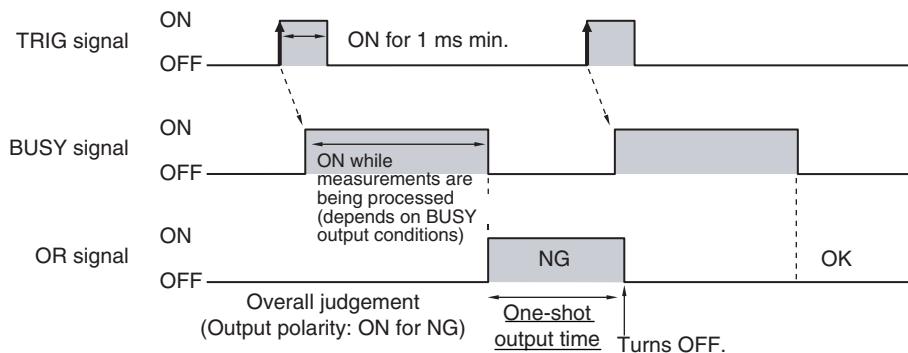 ON
TRIG signal
ON for 1 ms min.
OFF
ON
BUSY signal
OFF
ON while
measurements are
being processed
(depends on BUSY
output conditions)
ON
OR signal
NG
OK
OFF
Overall judgement
(Output polarity: ON for NG)
One-shot
output time
Turns OFF.